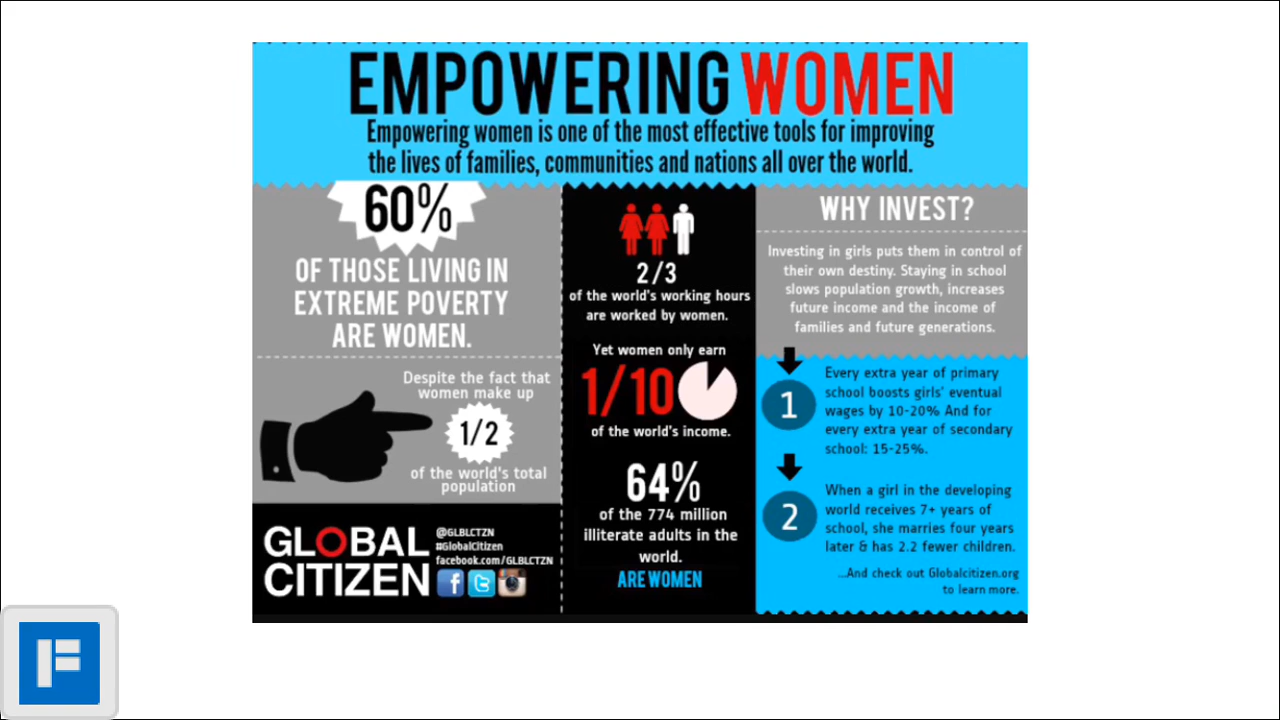 EMPOWERING WOMEN
Empowering women is one of the most effective tools for improving
the lives of families, communities and nations all over the world.
60%
OF THOSE LIVING IN
EXTREME POVERTY
ARE WOMEN.
Despite the fact that
women make up
1/2
of the world's total
population
GLOBAL
CITIZEN
@GLBLCTZN
#GlobalCitizen
facebook.com/GLBLCTZN
2/3
of the world's working hours
are worked by women.
Yet women only earn
1/10
of the world's income.
64%
of the 774 million
illiterate adults in the
world.
ARE WOMEN
WHY INVEST?
Investing in girls puts them in control of
their own destiny. Staying in school
slows population growth, increases
future income and the income of
families and future generations.
1
Every extra year of primary
school boosts girls' eventual
wages by 10-20% And for
every extra year of secondary
school: 15-25%.
2
When a girl in the developing
world receives 7+ years of
school, she marries four years
later & has 2.2 fewer children.
...And check out Globalcitizen.org
to learn more.